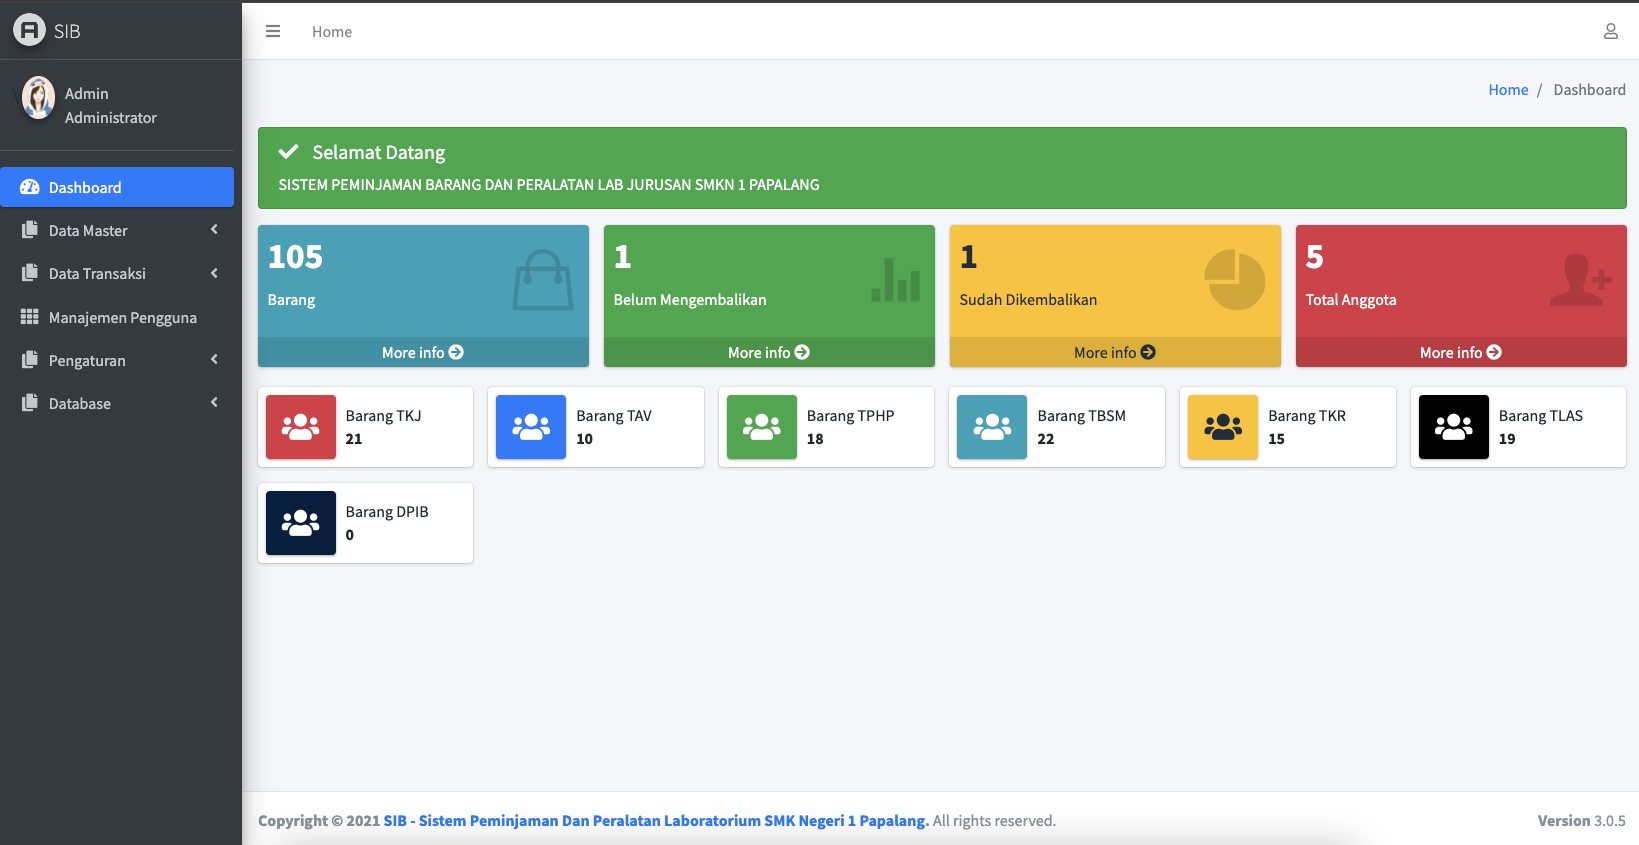 SIB
Home
Admin
Administrator
Home / Dashboard
Dashboard
Data Master
Data Transaksi
Manajemen Pengguna
Pengaturan
Database
Selamat Datang
SISTEM PEMINJAMAN BARANG DAN PERALATAN LAB JURUSAN SMKN 1 PAPALANG
105
Barang
More info
1
Belum Mengembalikan
More info
1
Sudah Dikembalikan
More info
5
Total Anggota
More info
Barang TKJ
21
Barang TAV
10
Barang TPHP
18
Barang TBSM
22
Barang TKR
15
Barang TLAS
19
Barang DPIB
0
Copyright © 2021 SIB - Sistem Peminjaman Dan Peralatan Laboratorium SMK Negeri 1 Papalang. All rights reserved.
Version 3.0.5